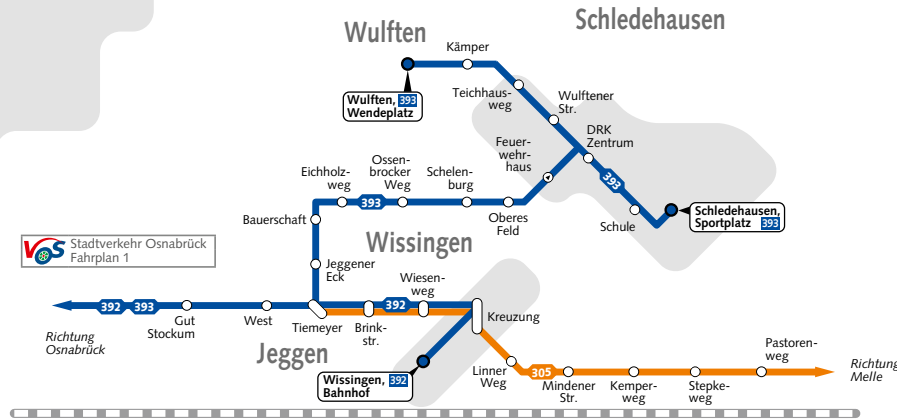 Schledehausen
Wulften
Kämper
Teichhaus-
weg
Wulftener
Str.
Wulften, 393
Wendeplatz
DRK
Zentrum
Feuer-
wehr-
haus
Eichholz-
weg
Ossen-
brocker
Weg
Schelen-
burg
393
393
Oberes
Feld
Schule
Schledehausen,
Sportplatz 393
Bauerschaft
VOS Stadtverkehr Osnabrück
Fahrplan 1
Wissingen
Jeggener
Eck
Wiesen-
weg
392 393
392
Gut
Stockum
West
Tiemeyer
Brink-
str.
Kreuzung
Richtung
Osnabrück
Jeggen
Wissingen, 392
Bahnhof
Linner
Weg
305
Mindener
Str.
Kemper-
weg
Stepke-
weg
Pastoren-
weg
Richtung
Melle